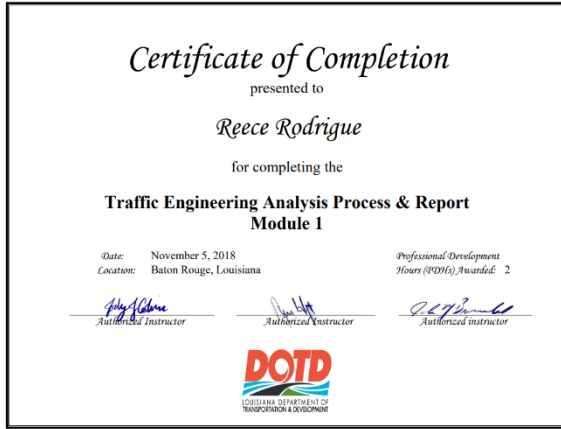 Certificate of Completion
presented to
Reece Rodrigue
for completing the
Traffic Engineering Analysis Process & Report
Module 1
Date: November 5, 2018
Location: Baton Rouge, Louisiana
Professional Development
Hours (PDHs) Awarded: 2
Authorized Instructor
Authorized Instructor
Authorized instructor
DOTD
LOUISIANA DEPARTMENT OF
TRANSPORTATION & DEVELOPMENT